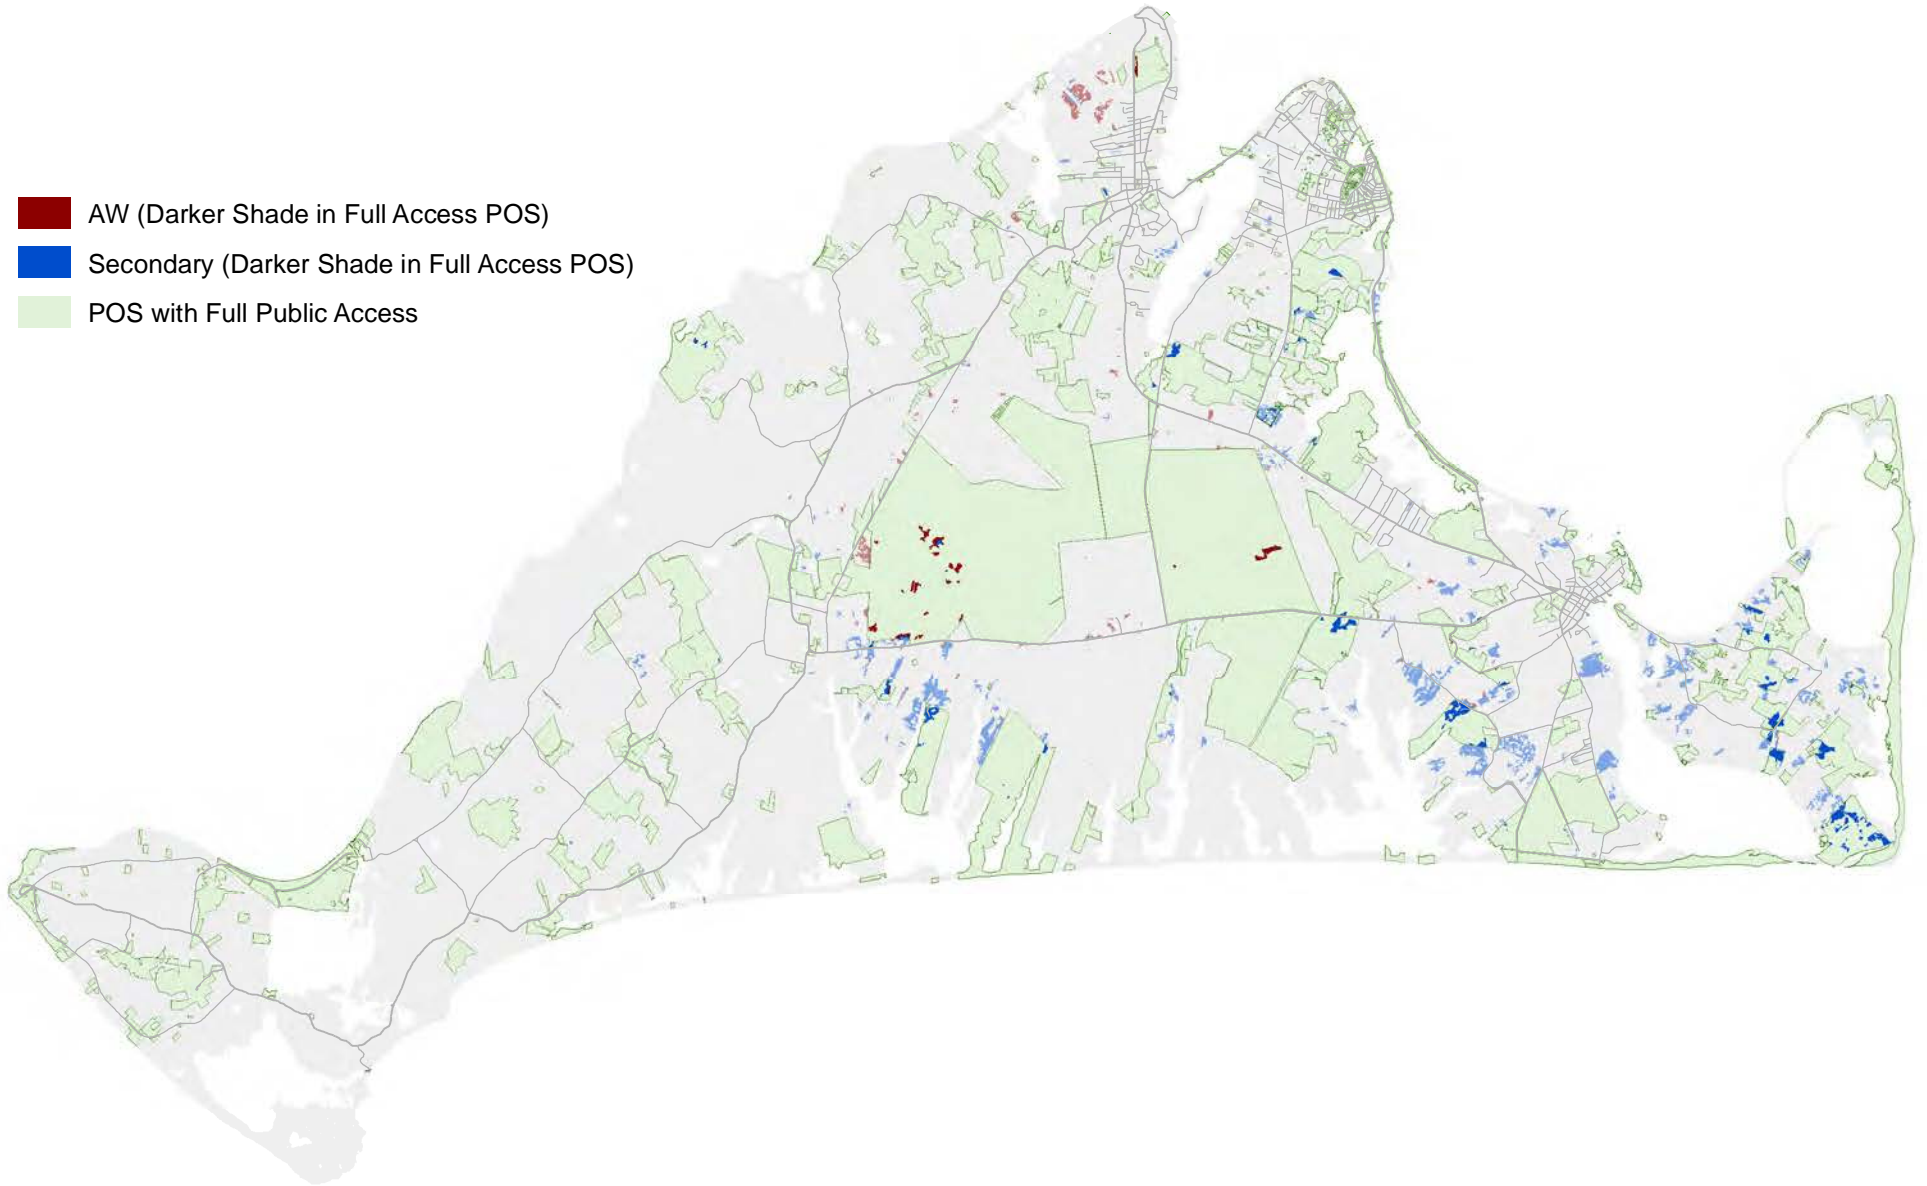 AW (Darker Shade in Full Access POS)
Secondary (Darker Shade in Full Access POS)
POS with Full Public Access